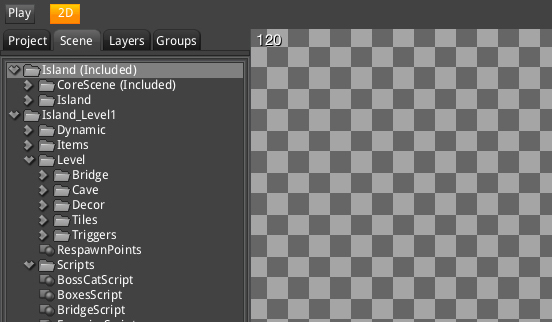 Play 2D
Project Scene Layers Groups
120
Island (Included)
CoreScene (Included)
Island
Island_Level1
Dynamic
Items
Level
Bridge
Cave
Decor
Tiles
Triggers
RespawnPoints
Scripts
BossCatScript
BoxesScript
BridgeScript